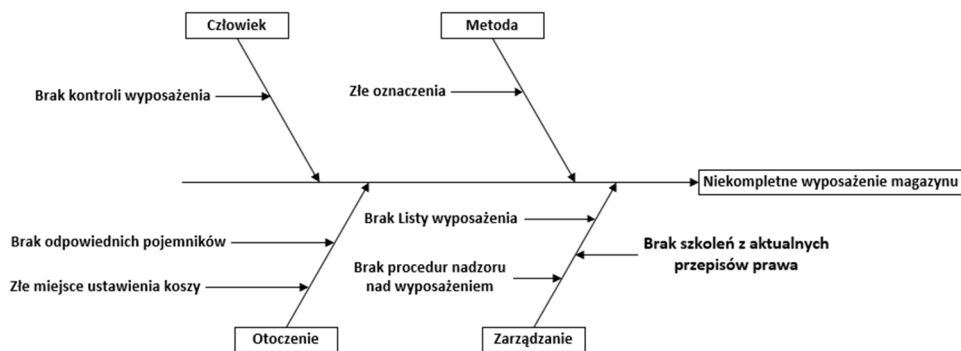 Człowiek
Metoda
Brak kontroli wyposażenia
Złe oznaczenia
Niekompletne wyposażenie magazynu
Brak Listy wyposażenia
Brak odpowiednich pojemników
Brak szkoleń z aktualnych
przepisów prawa
Brak procedur nadzoru
nad wyposażeniem
Złe miejsce ustawienia koszy
Otoczenie
Zarządzanie